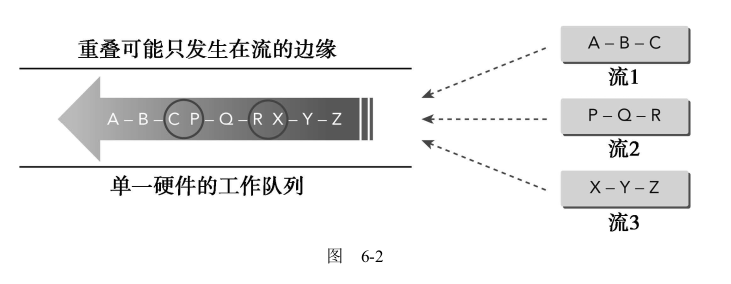 重叠可能只发生在流的边缘
A – B – C P – Q – R X – Y – Z
单一硬件的工作队列
A – B – C
流1
P – Q – R
流2
X – Y – Z
流3
图 6-2